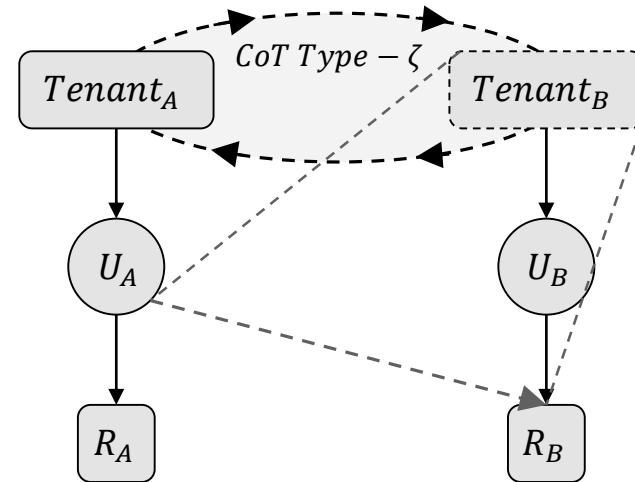 CoT Type − ζ
Tenant_A
Tenant_B
U_A
U_B
R_A
R_B